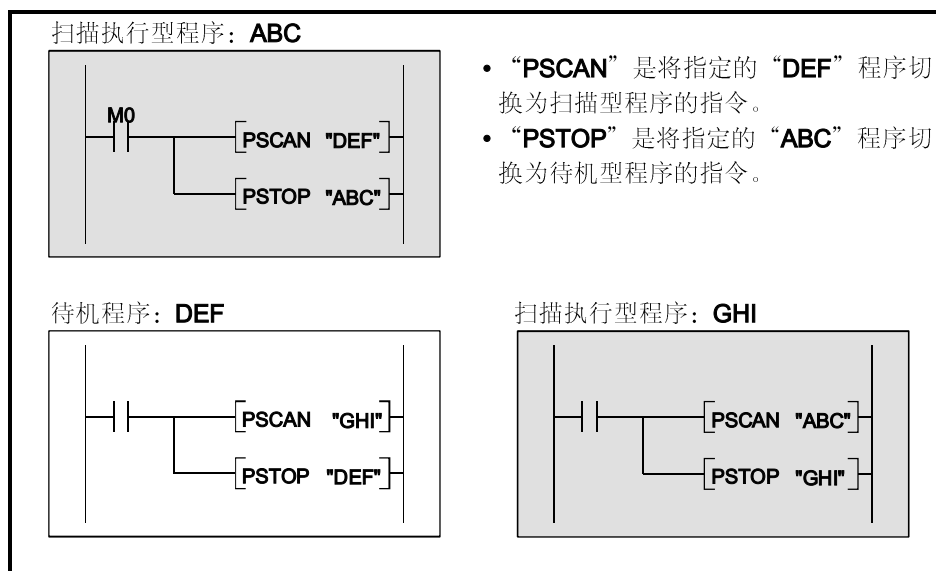 扫描执行型程序：ABC
M0
PSCAN "DEF"
PSTOP "ABC"
• “PSCAN”是将指定的“DEF”程序切
换为扫描型程序的指令。
• “PSTOP”是将指定的“ABC”程序切
换为待机型程序的指令。
待机程序：DEF
PSCAN "GHI"
PSTOP "DEF"
扫描执行型程序：GHI
PSCAN "ABC"
PSTOP "GHI"